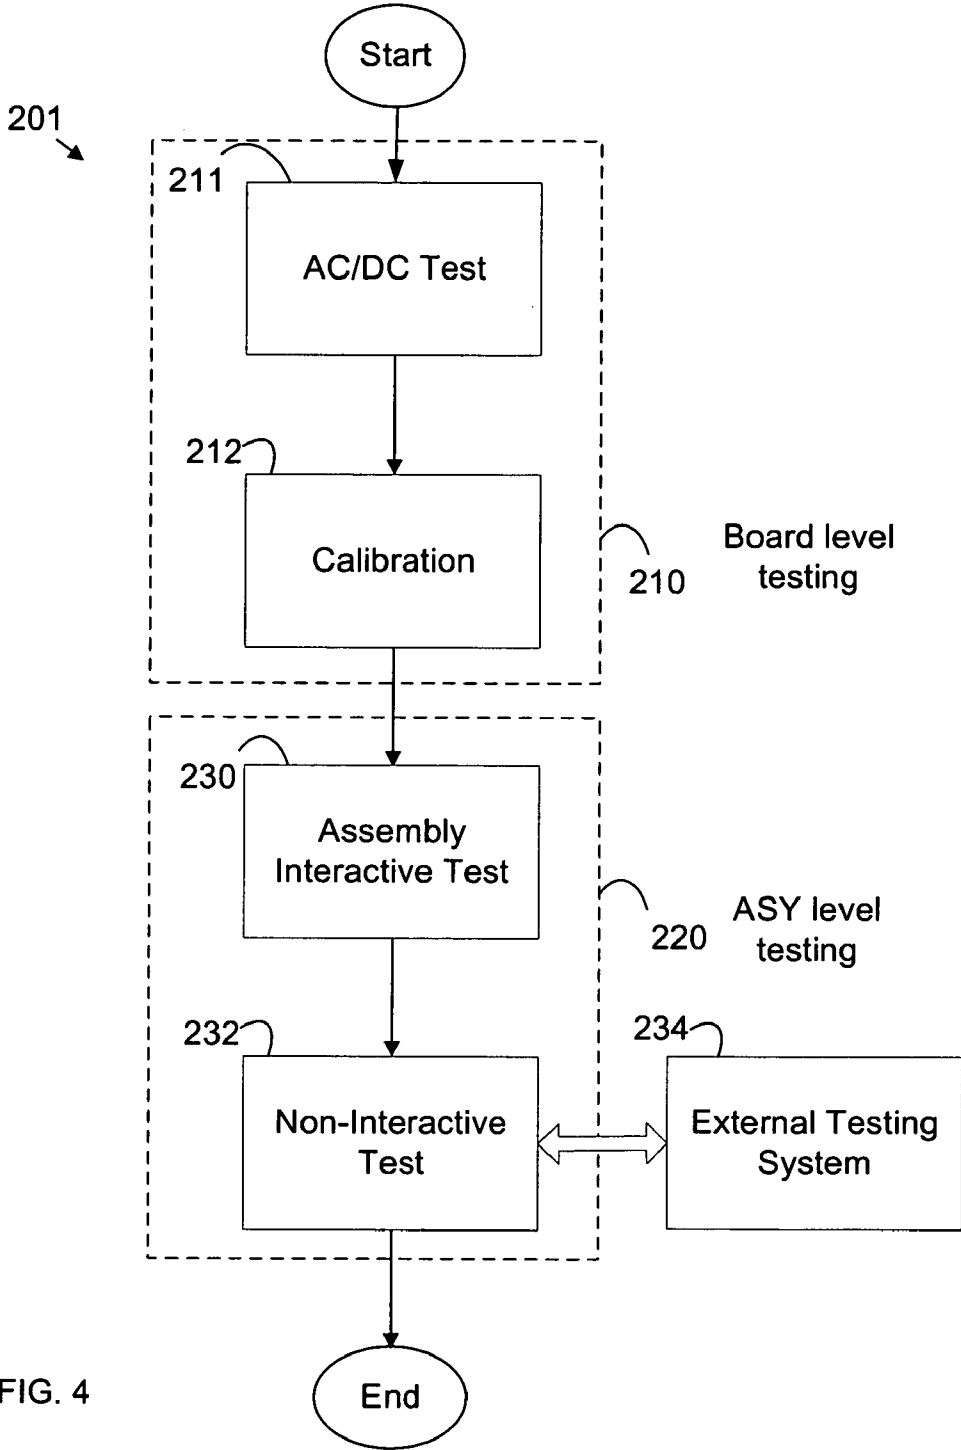 Start
201
211
AC/DC Test
212
Calibration
210
Board level
testing
230
Assembly
Interactive Test
220
ASY level
testing
232
Non-Interactive
Test
234
External Testing
System
End
FIG. 4